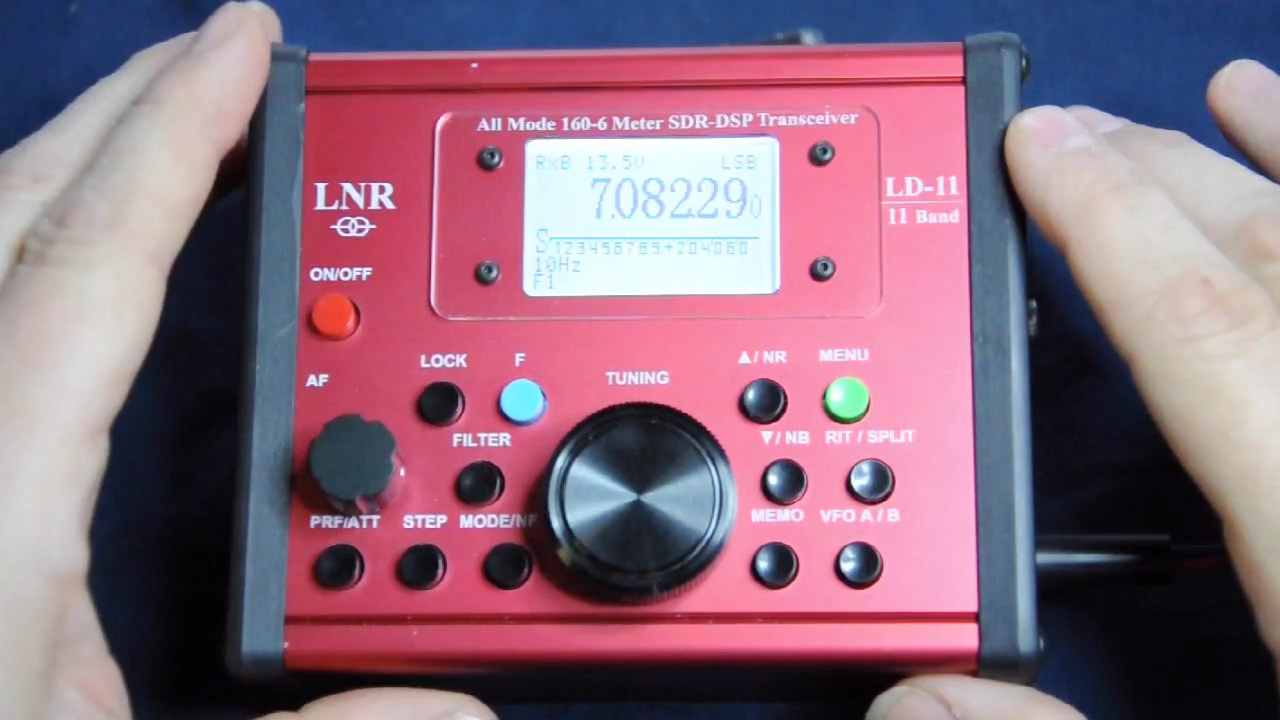 All Mode 160-6 Meter SDR-DSP Transceiver
RxB 13.5V LSB
7.082290
S123456789+204060
10Hz
F1
LNR
LD-11
11 Band
ON/OFF
AF
LOCK
F
TUNING
▲/ NR
MENU
FILTER
▼/ NB
RIT / SPLIT
PRF/ATT
STEP
MODE/NF
MEMO
VFO A / B